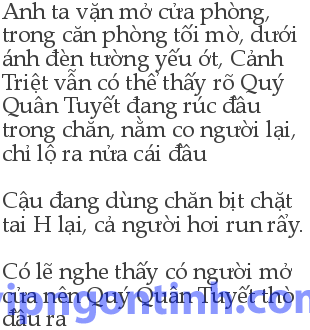 Anh ta vặn mở cửa phòng,
trong căn phòng tối mờ, dưới
ánh đèn tường yếu ớt, Cảnh
Triệt vẫn có thể thấy rõ Quý
Quân Tuyết đang rúc đầu
trong chăn, nằm co người lại,
chỉ lộ ra nửa cái đầu
Cậu đang dùng chăn bịt chặt
tai H lại, cả người hơi run rẩy.
Có lẽ nghe thấy có người mở
cửa nên Quý Quân Tuyết thò
đầu ra
vipngontinh.com